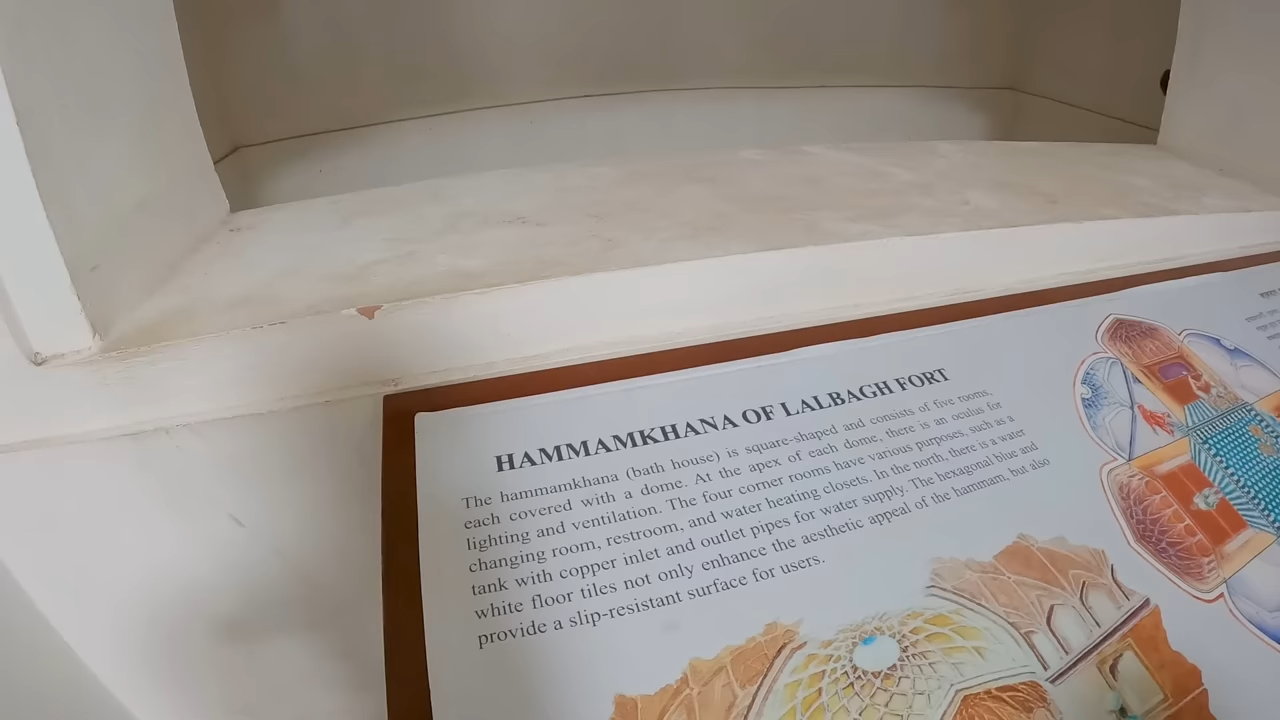 HAMMAMKHANA OF LALBAGH FORT
The hammamkhana (bath house) is square-shaped and consists of five rooms,
each covered with a dome. At the apex of each dome, there is an oculus for
lighting and ventilation. The four corner rooms have various purposes, such as a
changing room, restroom, and water heating closets. In the north, there is a water
tank with copper inlet and outlet pipes for water supply. The hexagonal blue and
white floor tiles not only enhance the aesthetic appeal of the hammam, but also
provide a slip-resistant surface for users.